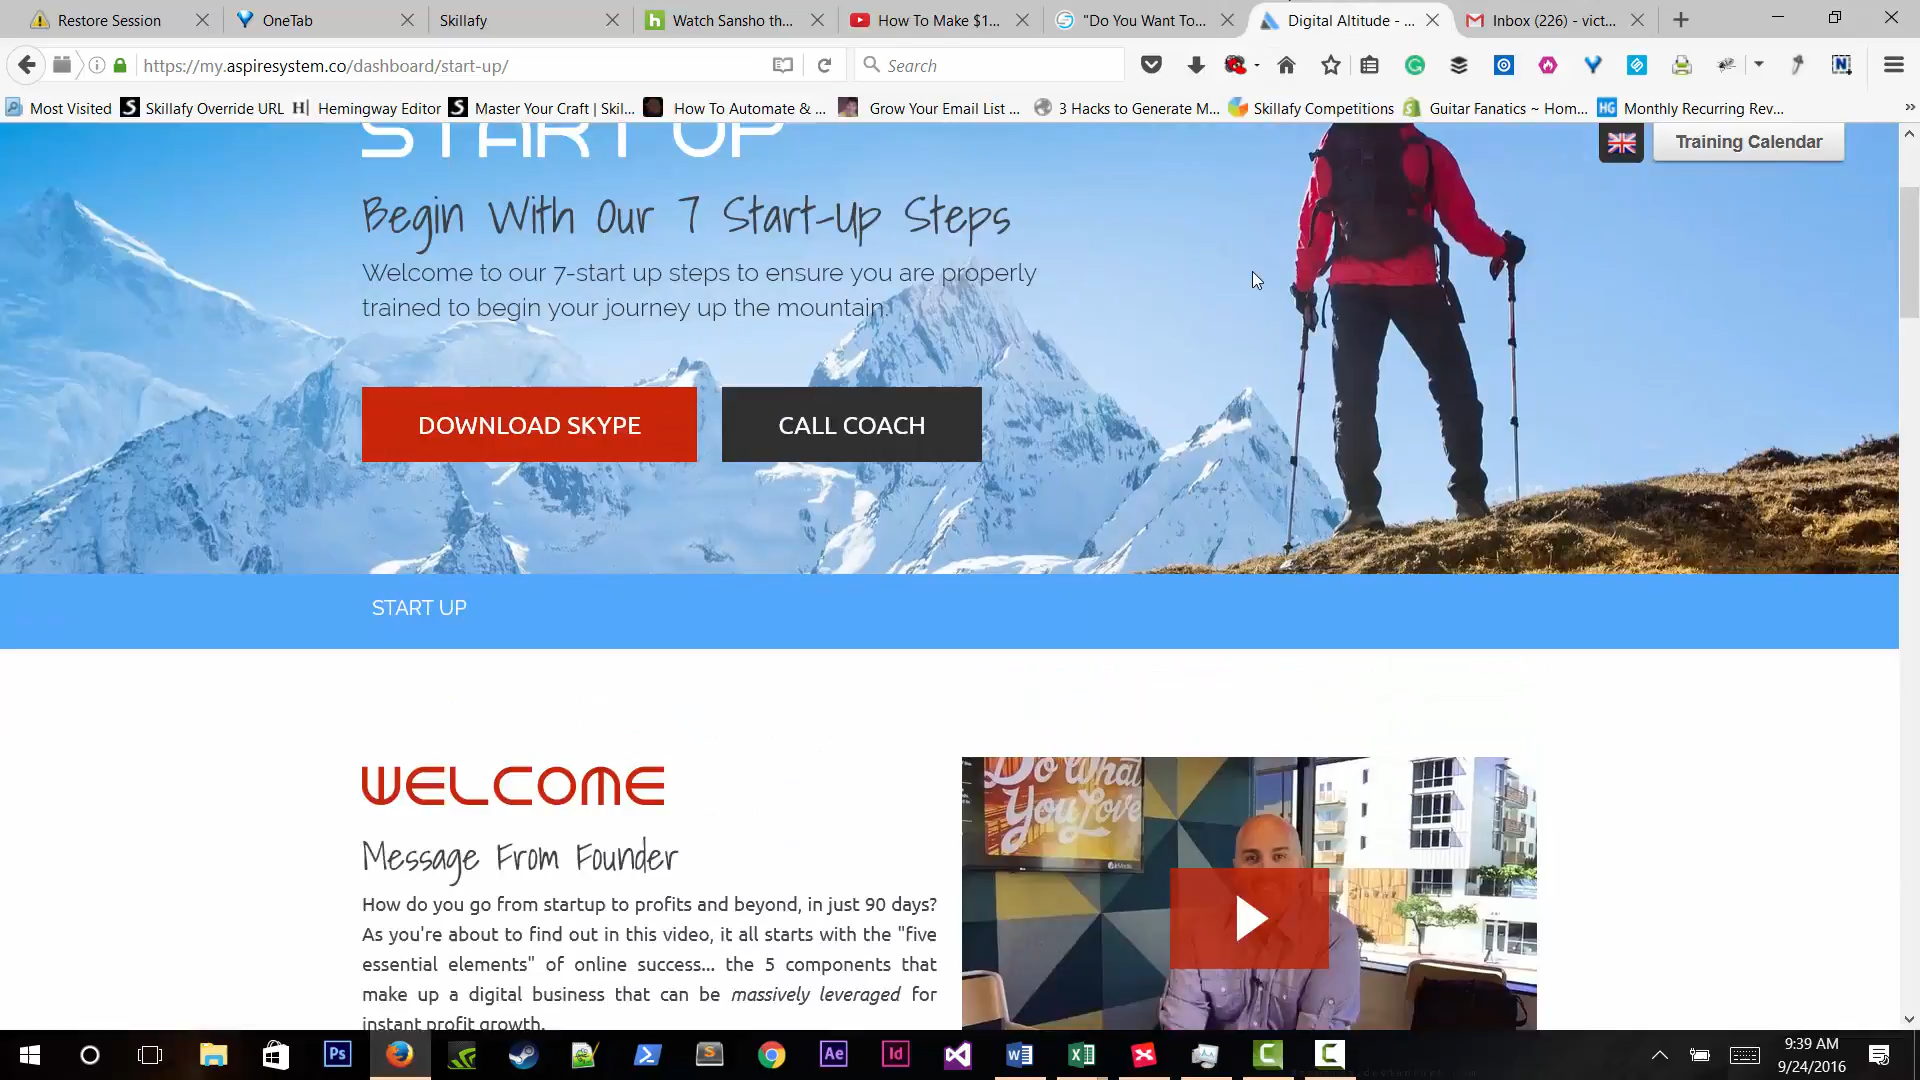 Restore Session
OneTab
Skillafy
Watch Sansho th...
How To Make $1...
"Do You Want To...
Digital Altitude - ...
Inbox (226) - vict...
https://my.aspiresystem.co/dashboard/start-up/
Search
Most Visited
Skillafy Override URL
Hemingway Editor
Master Your Craft | Skil...
How To Automate & ...
Grow Your Email List ...
3 Hacks to Generate M...
Skillafy Competitions
Guitar Fanatics ~ Hom...
Monthly Recurring Rev...
START UP
Training Calendar
Begin With Our 7 Start-Up Steps
Welcome to our 7-start up steps to ensure you are properly
trained to begin your journey up the mountain.
DOWNLOAD SKYPE
CALL COACH
START UP
WELCOME
Message From Founder
How do you go from startup to profits and beyond, in just 90 days?
As you're about to find out in this video, it all starts with the "five
essential elements" of online success... the 5 components that
make up a digital business that can be massively leveraged for
instant profit growth.
Do What
You Love
9:39 AM
9/24/2016